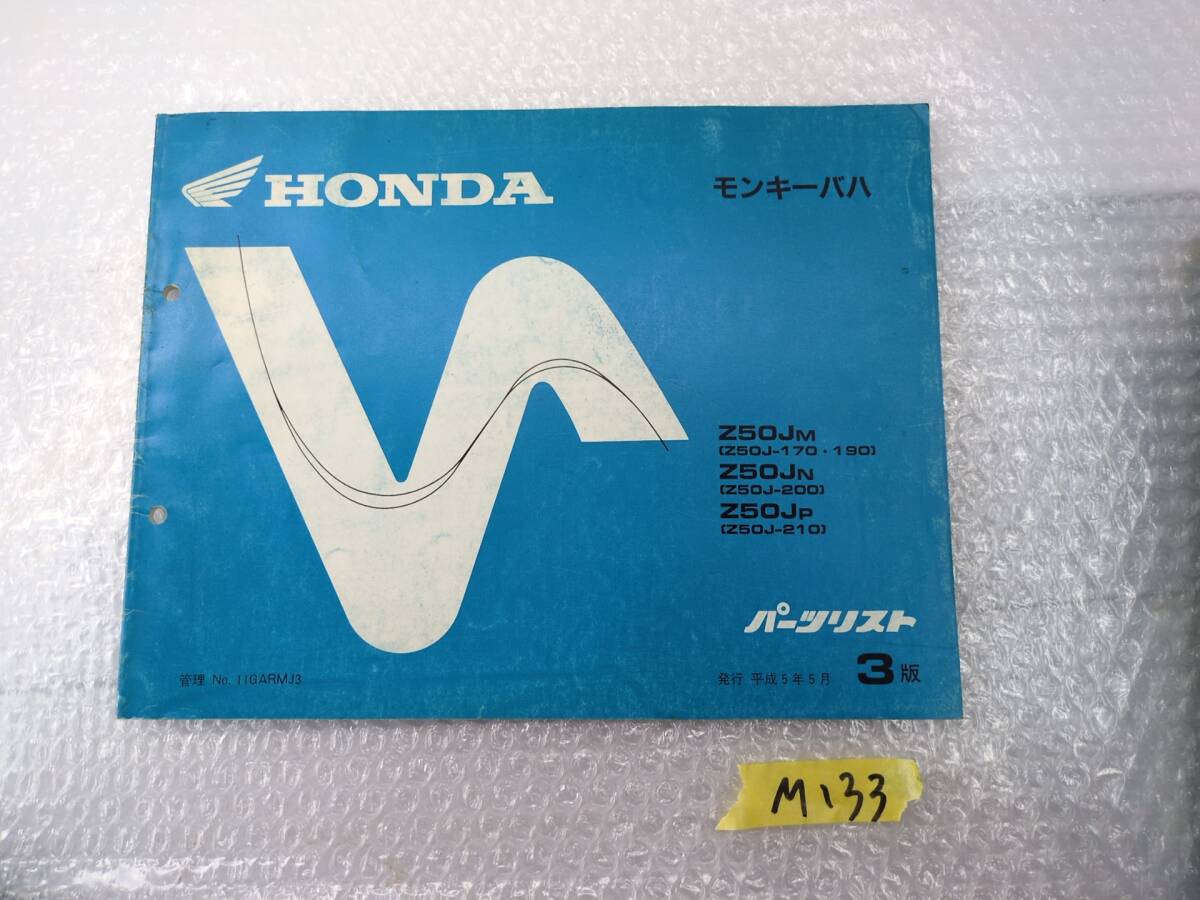 HONDA
モンキーバハ
Z50JM
(Z50J-170・190)
Z50JN
(Z50J-200)
Z50JP
(Z50J-210)
パーツリスト
管理 No. 11GARMJ3
発行 平成5年5月 3版
M133